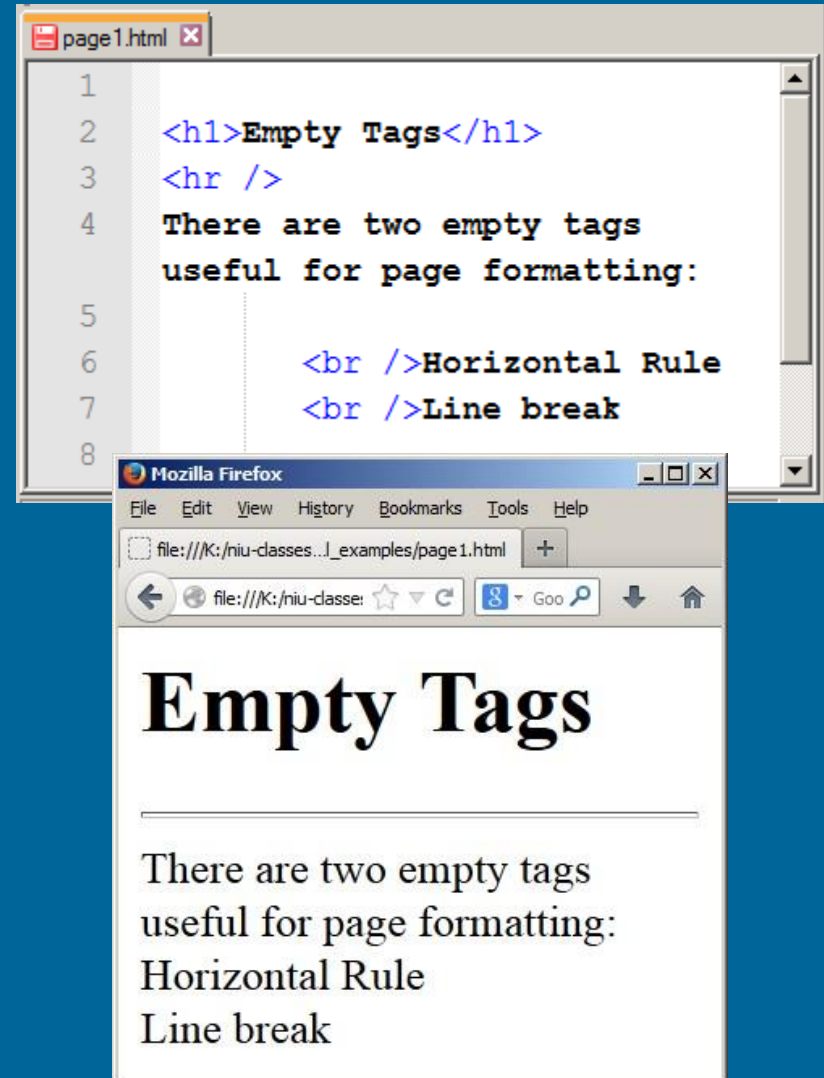 page1.html
1
2 <h1>Empty Tags</h1>
3 <hr />
4 There are two empty tags
useful for page formatting:
5
6 <br />Horizontal Rule
7 <br />Line break
8
Mozilla Firefox
File Edit View History Bookmarks Tools Help
file:///K:/niu-classes...l_examples/page1.html +
file:///K:/niu-classe: 8 Goo
Empty Tags
There are two empty tags
useful for page formatting:
Horizontal Rule
Line break